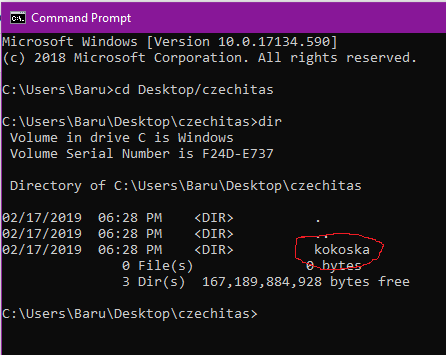 Command Prompt
Microsoft Windows [Version 10.0.17134.590]
(c) 2018 Microsoft Corporation. All rights reserved.
C:\Users\Baru>cd Desktop/czechitas
C:\Users\Baru\Desktop\czechitas>dir
Volume in drive C is Windows
Volume Serial Number is F24D-E737
Directory of C:\Users\Baru\Desktop\czechitas
02/17/2019  06:28 PM    <DIR>          .
02/17/2019  06:28 PM    <DIR>          ..
02/17/2019  06:28 PM    <DIR>          kokoska
0 File(s)              0 bytes
3 Dir(s)  167,189,884,928 bytes free
C:\Users\Baru\Desktop\czechitas>